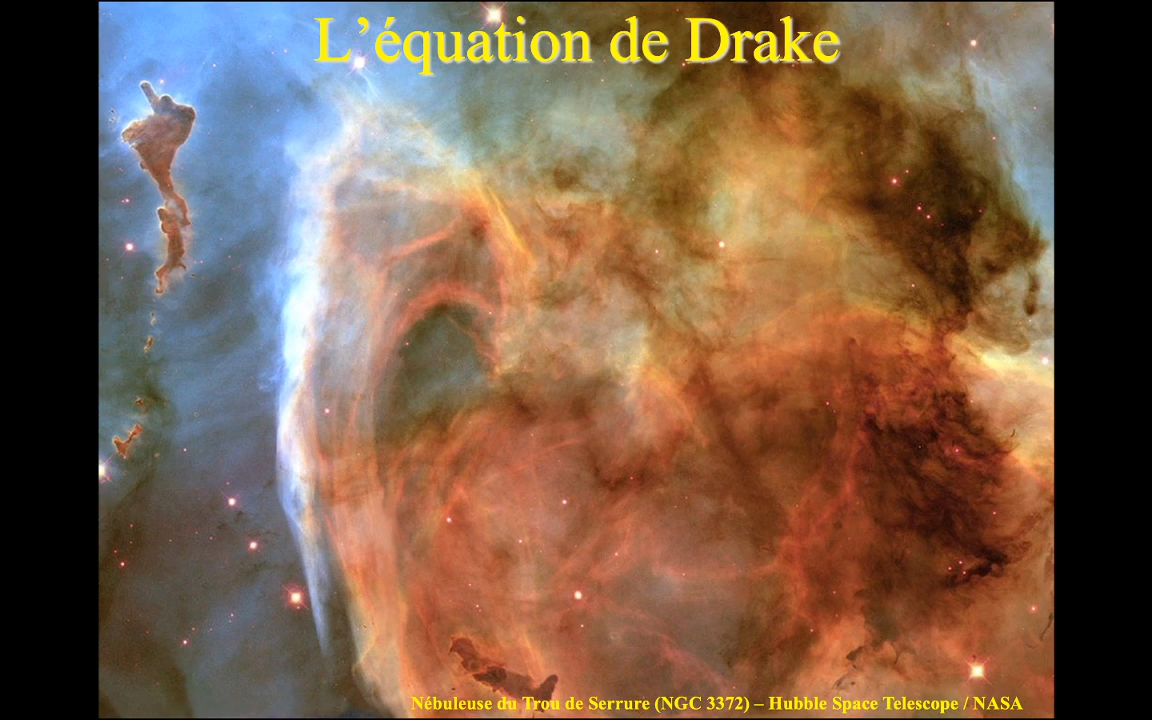 L’équation de Drake
Nébuleuse du Trou de Serrure (NGC 3372) – Hubble Space Telescope / NASA